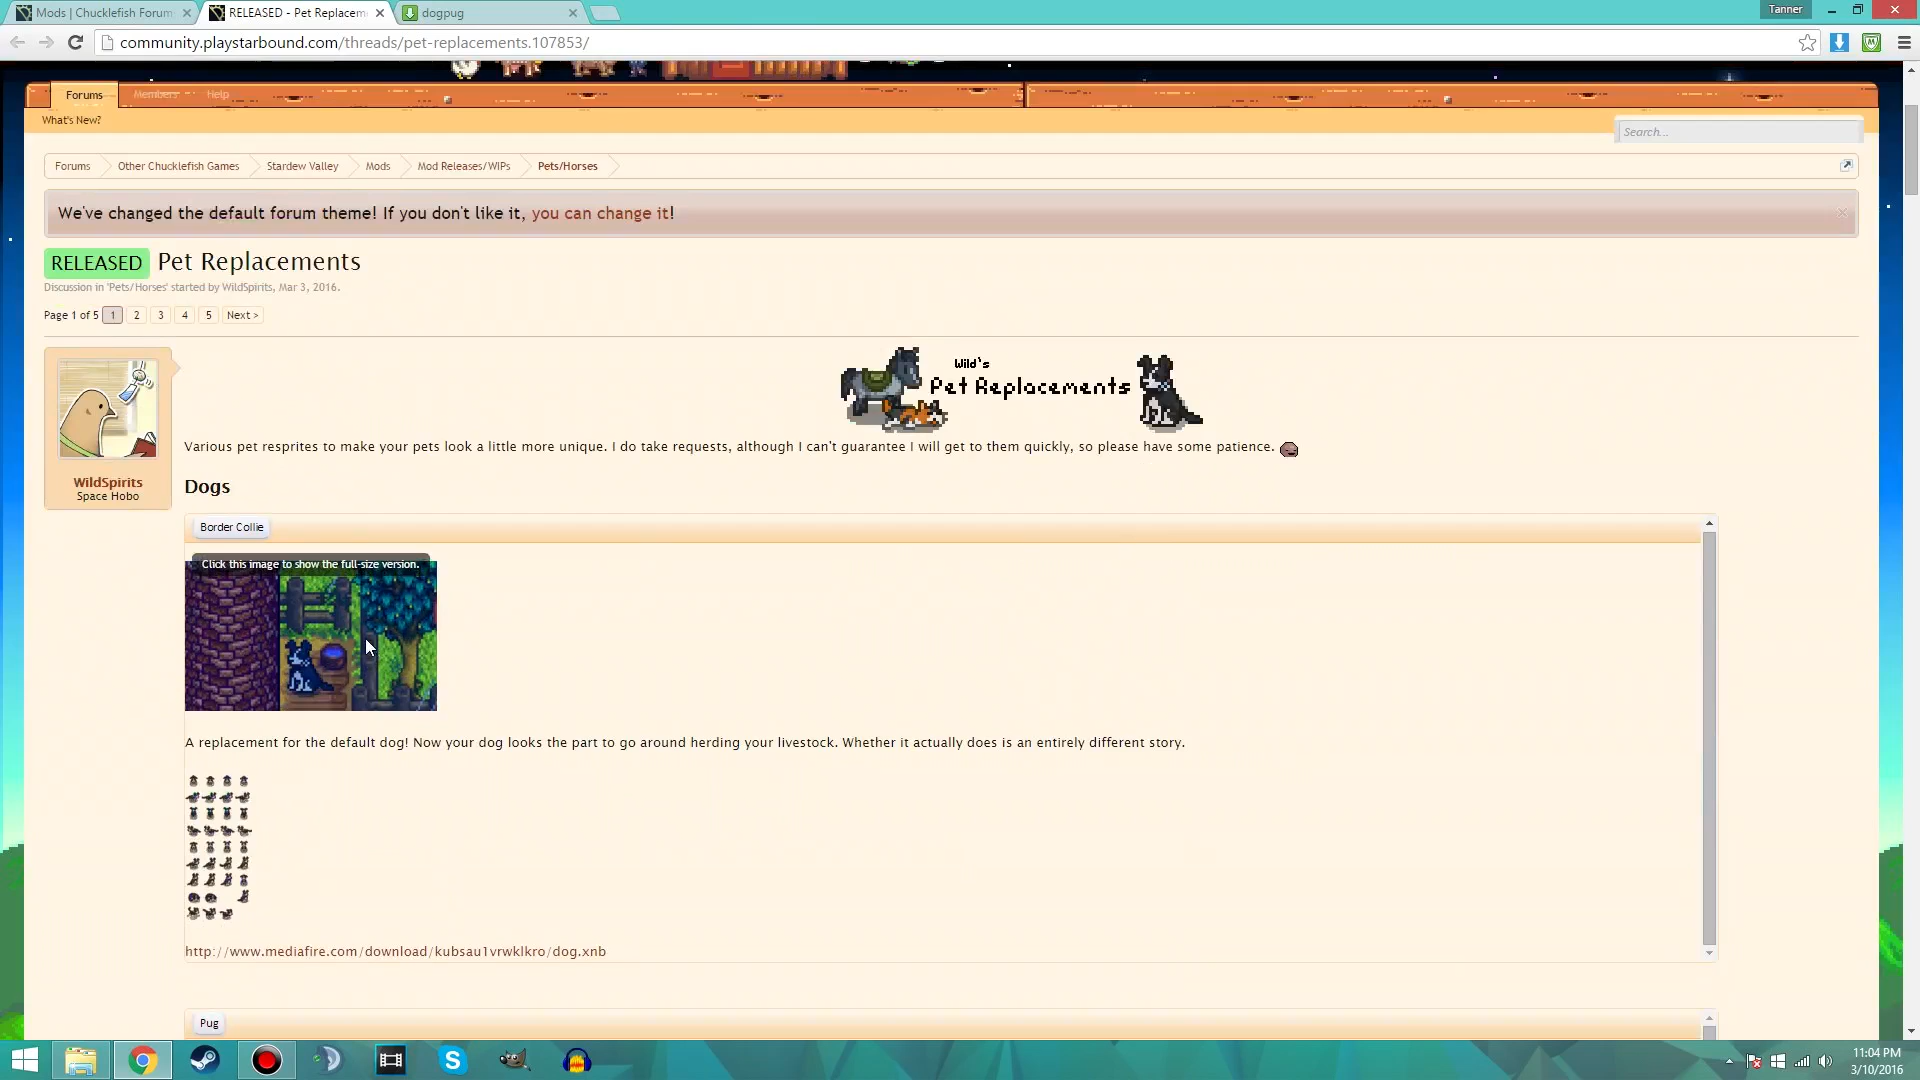 Mods | Chucklefish Forum
RELEASED - Pet Replacem
dogpug
Tanner
community.playstarbound.com/threads/pet-replacements.107853/
Forums
Members
Help
What's New?
Search...
Forums
Other Chucklefish Games
Stardew Valley
Mods
Mod Releases/WIPs
Pets/Horses
We've changed the default forum theme! If you don't like it, you can change it!
RELEASED Pet Replacements
Discussion in 'Pets/Horses' started by WildSpirits, Mar 3, 2016.
Page 1 of 5 1 2 3 4 5 Next >
Wild's
Pet Replacements
Various pet resprites to make your pets look a little more unique. I do take requests, although I can't guarantee I will get to them quickly, so please have some patience.
WildSpirits
Space Hobo
Dogs
Border Collie
Click this image to show the full-size version.
A replacement for the default dog! Now your dog looks the part to go around herding your livestock. Whether it actually does is an entirely different story.
http://www.mediafire.com/download/kubsau1vrwklkro/dog.xnb
Pug
11:04 PM
3/10/2016